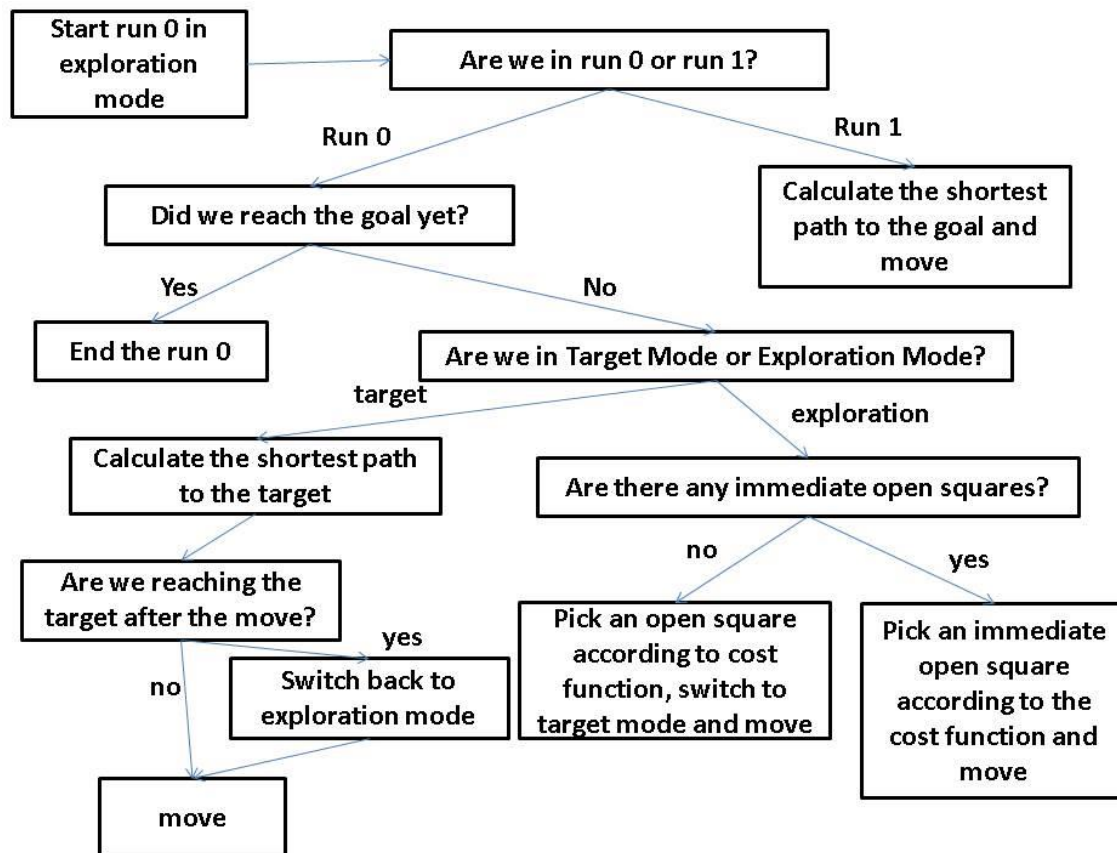 Start run 0 in
exploration
mode
Are we in run 0 or run 1?
Run 0
Run 1
Did we reach the goal yet?
Calculate the shortest
path to the goal and
move
Yes
No
End the run 0
Are we in Target Mode or Exploration Mode?
target
exploration
Calculate the shortest path
to the target
Are there any immediate open squares?
no
yes
Are we reaching the
target after the move?
yes
no
Switch back to
exploration mode
Pick an open square
according to cost
function, switch to
target mode and move
Pick an immediate
open square
according to the
cost function and
move
move